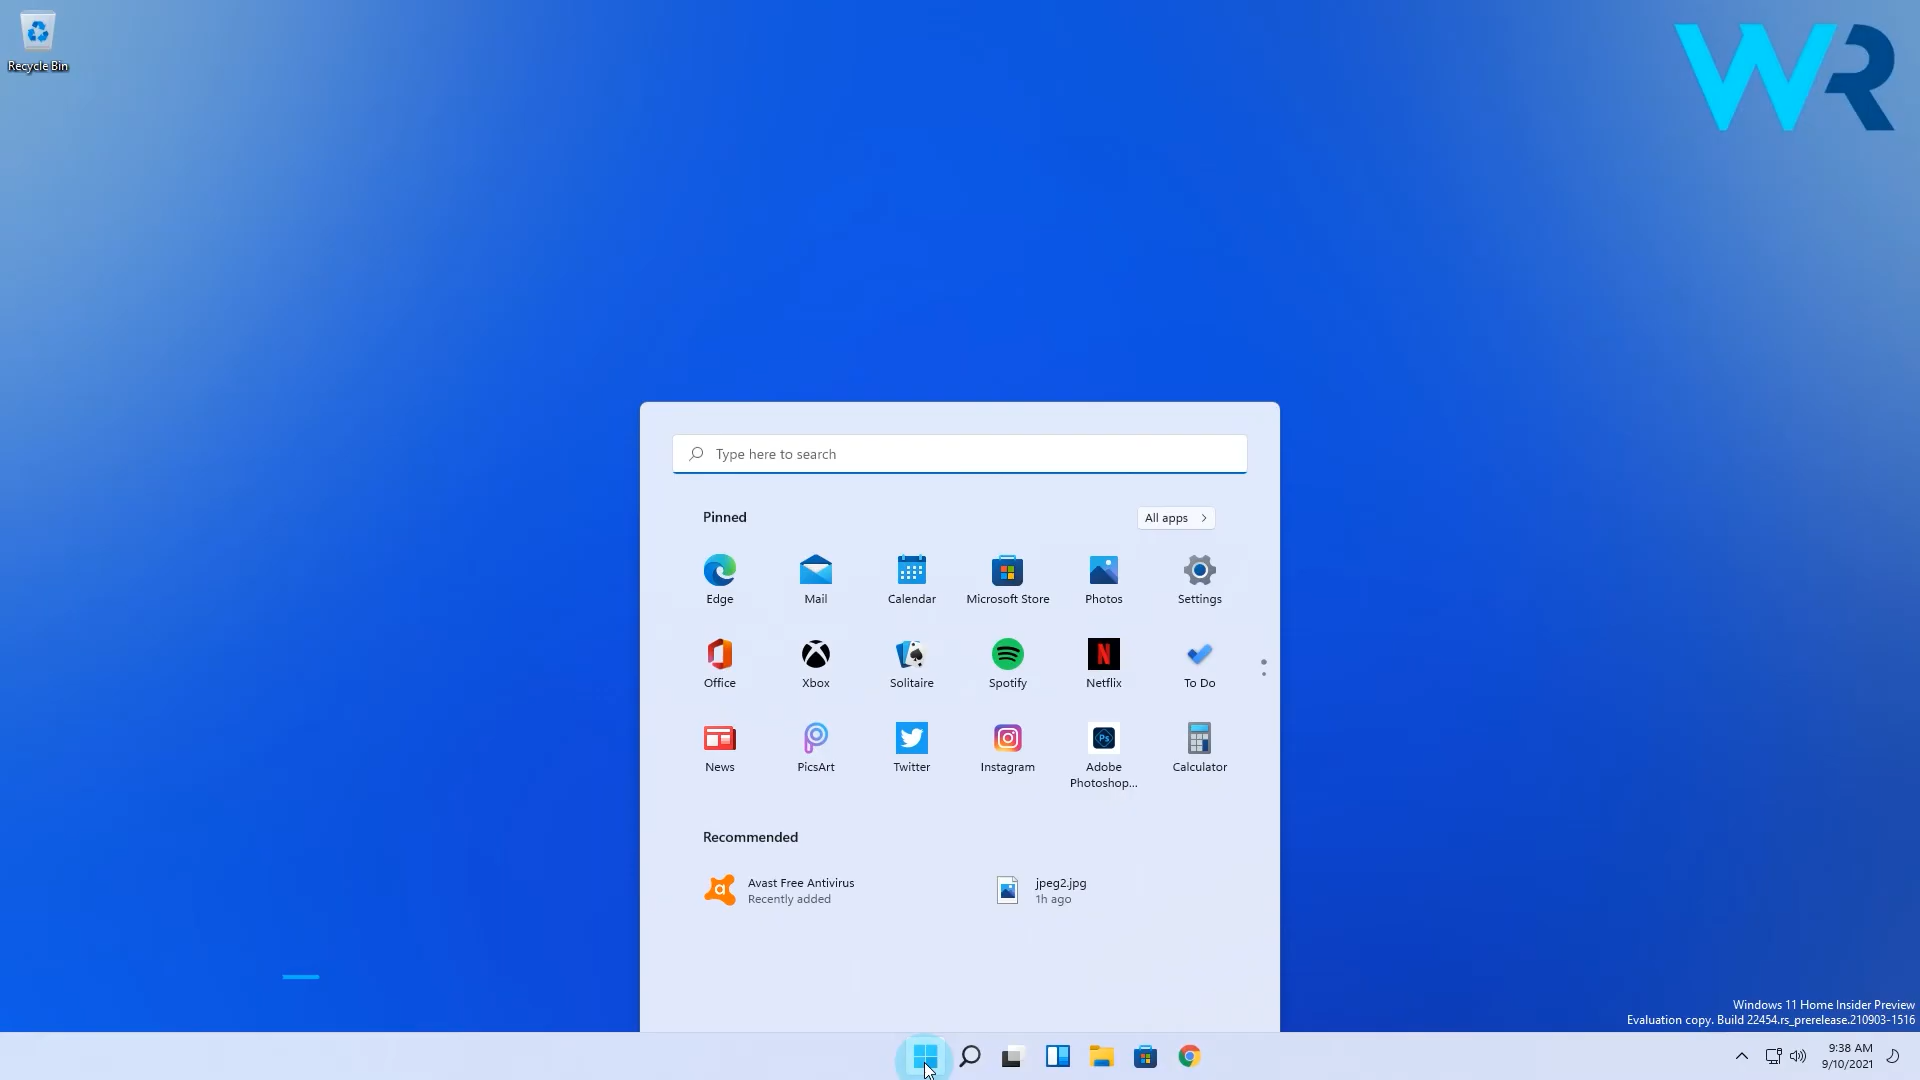 Recycle Bin
WR
Type here to search
Pinned
All apps
Edge
Mail
Calendar
Microsoft Store
Photos
Settings
Office
Xbox
Solitaire
Spotify
Netflix
To Do
News
PicsArt
Twitter
Instagram
Adobe
Photoshop...
Calculator
Recommended
Avast Free Antivirus
Recently added
jpeg2.jpg
1h ago
Windows 11 Home Insider Preview
Evaluation copy. Build 22454.rs_prerelease.210903-1516
9:38 AM
9/10/2021